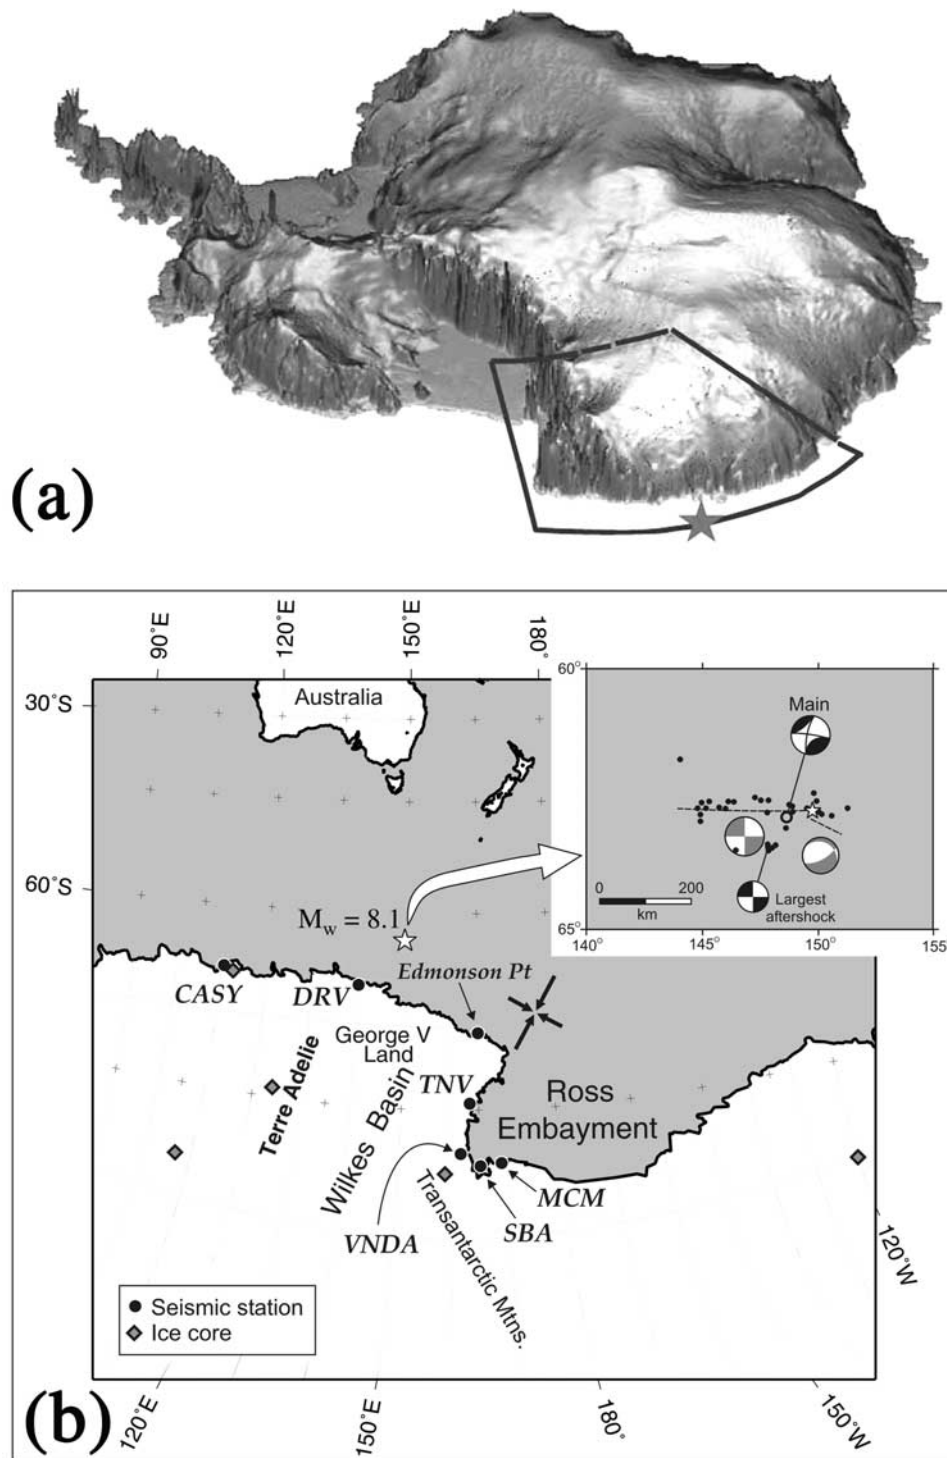 (a)
90°E
120°E
150°E
180°
30°S
60°S
Australia
M_w = 8.1
60°
65°
140°
145°
150°
155
Main
Largest
aftershock
0
200
km
CASY
DRV
Edmonson Pt
George V
Land
Terre Adelie
Wilkes Basin
TNV
Ross
Embayment
VNDA
SBA
MCM
Transantarctic Mtns.
Seismic station
Ice core
(b)
120°E
150°E
180°
150°W
120°W